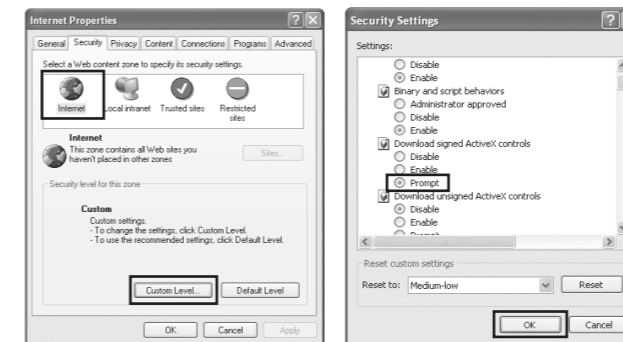 Internet Properties
General Security Privacy Content Connections Programs Advanced
Select a Web content zone to specify its security settings.
Internet Local intranet Trusted sites Restricted
sites
Internet
This zone contains all Web sites you
haven't placed in other zones
Sites...
Security level for this zone
Custom
Custom settings.
- To change the settings, click Custom Level.
- To use the recommended settings, click Default Level.
Custom Level... Default Level
OK Cancel Apply
Security Settings
Settings:
Disable
Enable
Binary and script behaviors
Administrator approved
Disable
Enable
Download signed ActiveX controls
Disable
Enable
Prompt
Download unsigned ActiveX controls
Disable
Enable
Prompt
Reset custom settings
Reset to: Medium-low Reset
OK Cancel